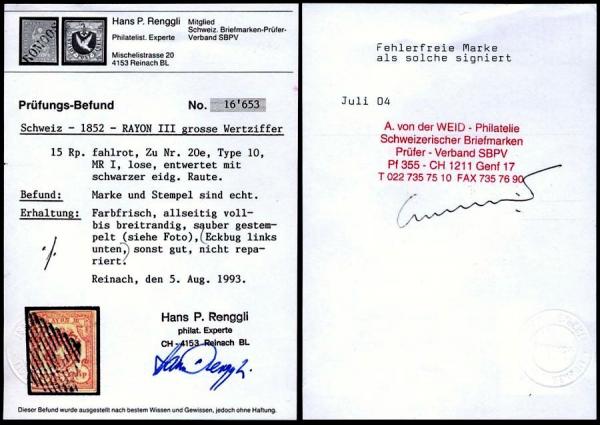 Hans P. Renggli
Philatelist. Experte
Mitglied
Schweiz. Briefmarken-Prüfer-
Verband SBPV
Mischelistrasse 20
4153 Reinach BL
Prüfungs-Befund No. 16'653
Schweiz - 1852 - RAYON III grosse Wertziffer
15 Rp. fahlrot, Zu Nr. 20e, Type 10,
MR I, lose, entwertet mit
schwarzer eidg. Raute.
Befund: Marke und Stempel sind echt.
Erhaltung: Farbfrisch, allseitig voll-
bis breitrandig, sauber gestem-
pelt (siehe Foto), (Eckbug links
unten,) sonst gut, nicht repa-
riert.
Reinach, den 5. Aug. 1993.
Hans P. Renggli
philat. Experte
CH - 4153 Reinach BL
Hans Renggli
Dieser Befund wurde ausgestellt nach bestem Wissen und Gewissen, jedoch ohne Haftung.
Fehlerfreie Marke
als solche signiert
Juli 04
A. von der WEID - Philatelie
Schweizerischer Briefmarken
Prüfer - Verband SBPV
Pf 355 - CH 1211 Genf 17
T 022 735 75 10 FAX 735 76 90